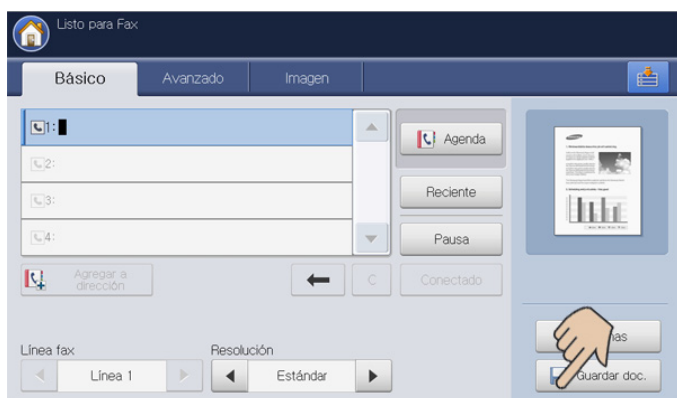 Listo para Fax
Básico
Avanzado
Imagen
1:
Agenda
2:
3:
Reciente
4:
Pausa
Agregar a
dirección
C
Conectado
Línea fax
Resolución
Línea 1
Estándar
nas
Guardar doc.